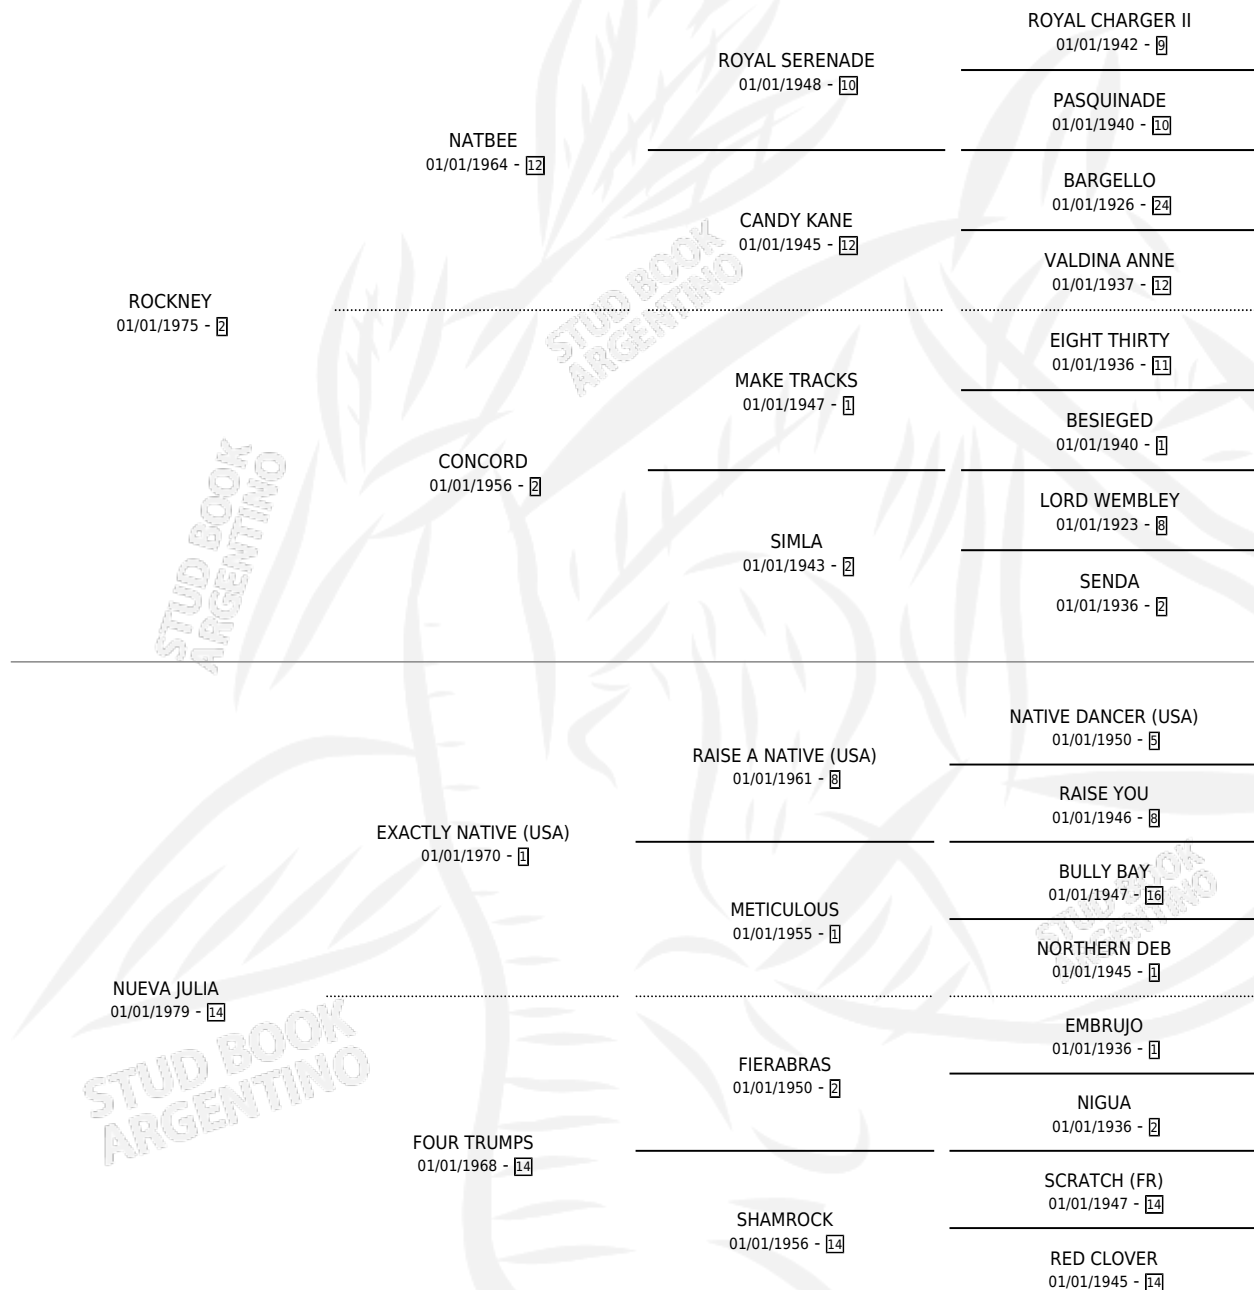 ROYAL CHARGER II
01/01/1942 - 9
ROYAL SERENADE
01/01/1948 - 10
PASQUINADE
01/01/1940 - 10
NATBEE
01/01/1964 - 12
BARGELLO
01/01/1926 - 24
CANDY KANE
01/01/1945 - 12
VALDINA ANNE
01/01/1937 - 12
ROCKNEY
01/01/1975 - 2
EIGHT THIRTY
01/01/1936 - 11
MAKE TRACKS
01/01/1947 - 1
BESIEGED
01/01/1940 - 1
CONCORD
01/01/1956 - 2
LORD WEMBLEY
01/01/1923 - 8
SIMLA
01/01/1943 - 2
SENDA
01/01/1936 - 2
STUD BOOK
ARGENTINO
STUD BOOK
ARGENTINO
NATIVE DANCER (USA)
01/01/1950 - 5
RAISE A NATIVE (USA)
01/01/1961 - 8
RAISE YOU
01/01/1946 - 8
EXACTLY NATIVE (USA)
01/01/1970 - 1
BULLY BAY
01/01/1947 - 16
METICULOUS
01/01/1955 - 1
NORTHERN DEB
01/01/1945 - 1
NUEVA JULIA
01/01/1979 - 14
EMBRUJO
01/01/1936 - 1
FIERABRAS
01/01/1950 - 2
NIGUA
01/01/1936 - 2
FOUR TRUMPS
01/01/1968 - 14
SCRATCH (FR)
01/01/1947 - 14
SHAMROCK
01/01/1956 - 14
RED CLOVER
01/01/1945 - 14
STUD BOOK
ARGENTINO
STUD BOOK
ARGENTINO